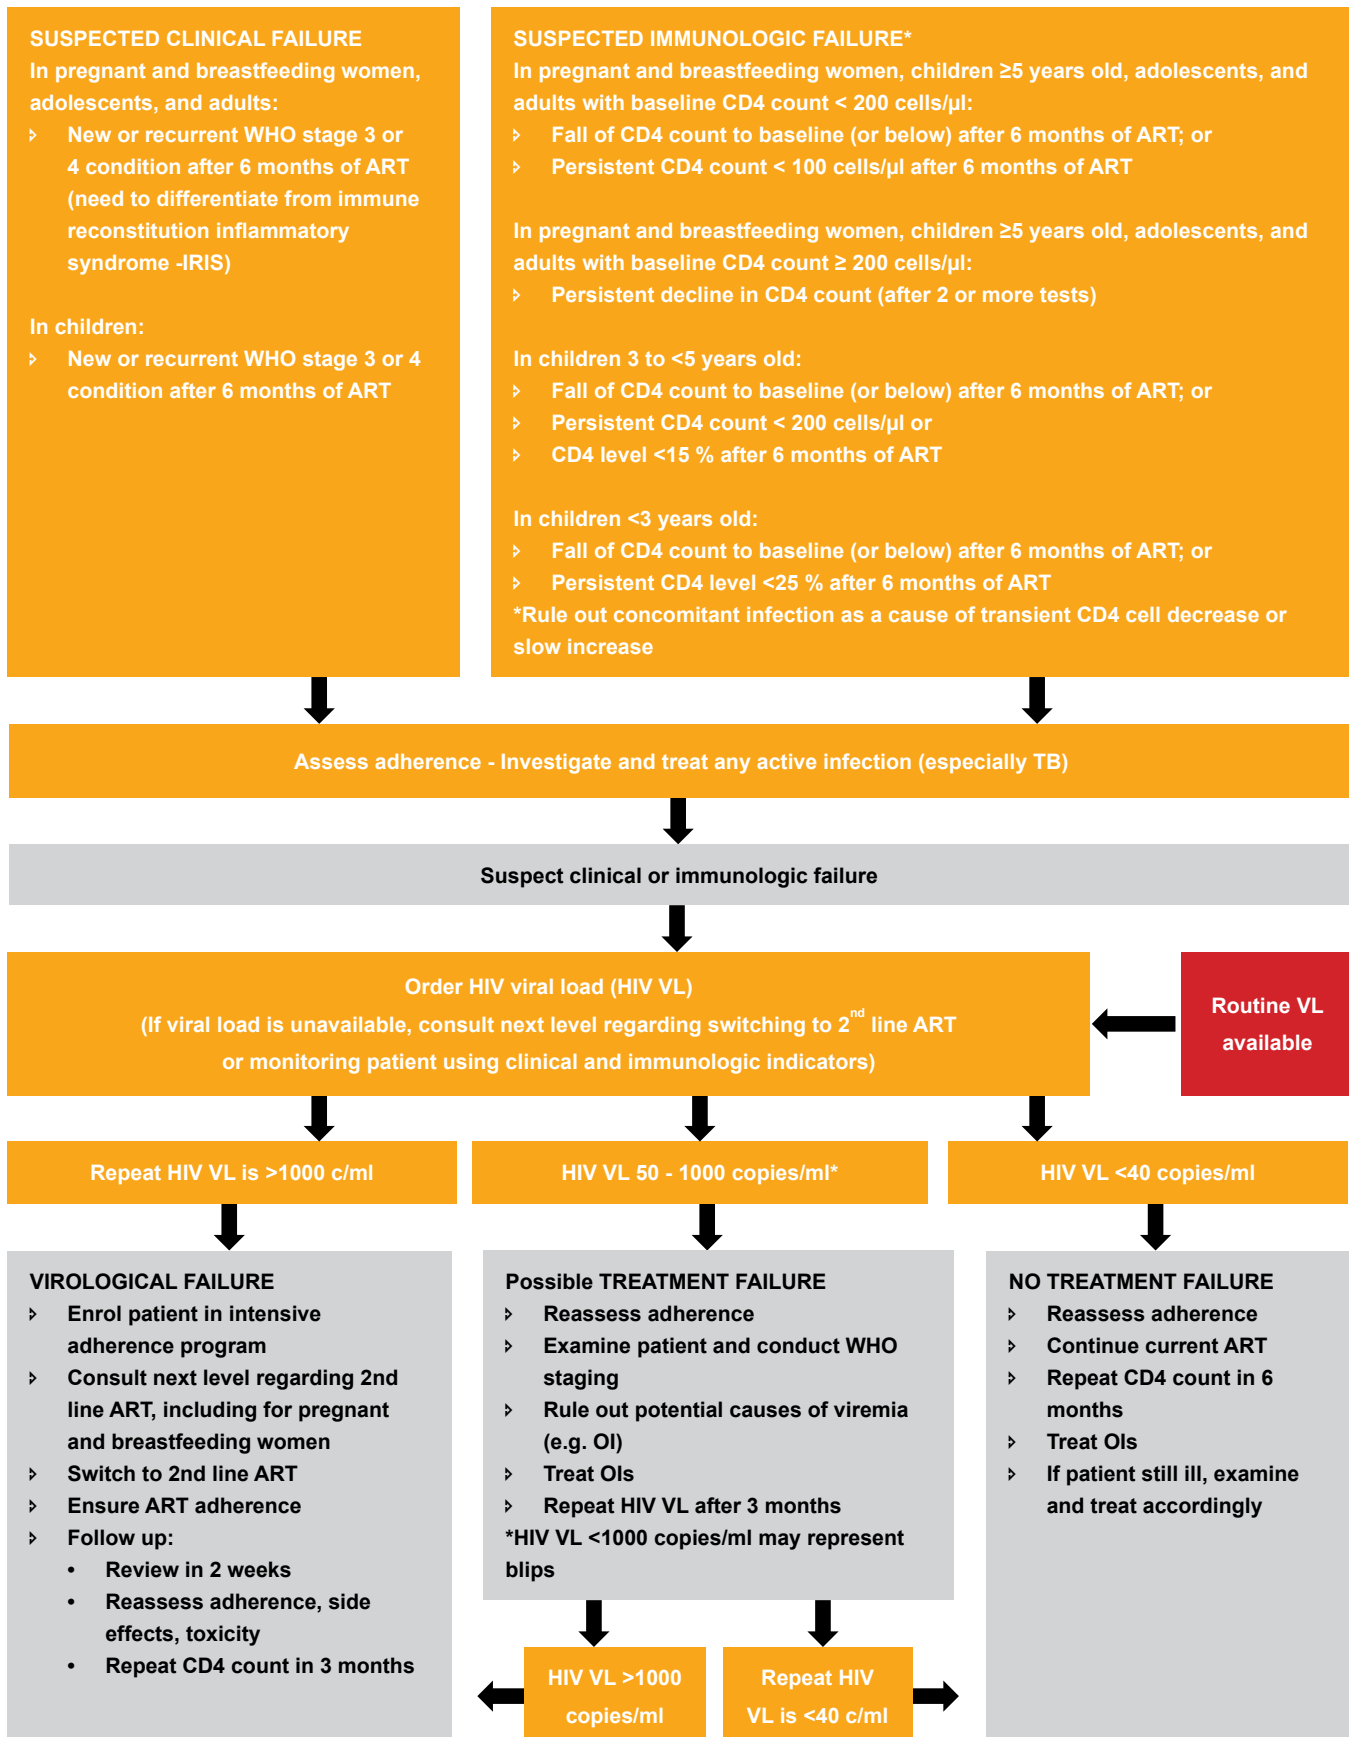 SUSPECTED CLINICAL FAILURE
In pregnant and breastfeeding women,
adolescents, and adults:
New or recurrent WHO stage 3 or
4 condition after 6 months of ART
(need to differentiate from immune
reconstitution inflammatory
syndrome -IRIS)
In children:
New or recurrent WHO stage 3 or 4
condition after 6 months of ART
SUSPECTED IMMUNOLOGIC FAILURE*
In pregnant and breastfeeding women, children ≥5 years old, adolescents, and
adults with baseline CD4 count < 200 cells/µl:
Fall of CD4 count to baseline (or below) after 6 months of ART; or
Persistent CD4 count < 100 cells/µl after 6 months of ART
In pregnant and breastfeeding women, children ≥5 years old, adolescents, and
adults with baseline CD4 count ≥ 200 cells/µl:
Persistent decline in CD4 count (after 2 or more tests)
In children 3 to <5 years old:
Fall of CD4 count to baseline (or below) after 6 months of ART; or
Persistent CD4 count < 200 cells/µl or
CD4 level <15 % after 6 months of ART
In children <3 years old:
Fall of CD4 count to baseline (or below) after 6 months of ART; or
Persistent CD4 level <25 % after 6 months of ART
*Rule out concomitant infection as a cause of transient CD4 cell decrease or
slow increase
Assess adherence - Investigate and treat any active infection (especially TB)
Suspect clinical or immunologic failure
Order HIV viral load (HIV VL)
(If viral load is unavailable, consult next level regarding switching to 2nd line ART
or monitoring patient using clinical and immunologic indicators)
Routine VL
available
Repeat HIV VL is >1000 c/ml
HIV VL 50 - 1000 copies/ml*
HIV VL <40 copies/ml
VIROLOGICAL FAILURE
Enrol patient in intensive
adherence program
Consult next level regarding 2nd
line ART, including for pregnant
and breastfeeding women
Switch to 2nd line ART
Ensure ART adherence
Follow up:
• Review in 2 weeks
• Reassess adherence, side
effects, toxicity
• Repeat CD4 count in 3 months
Possible TREATMENT FAILURE
Reassess adherence
Examine patient and conduct WHO
staging
Rule out potential causes of viremia
(e.g. OI)
Treat OIs
Repeat HIV VL after 3 months
*HIV VL <1000 copies/ml may represent
blips
NO TREATMENT FAILURE
Reassess adherence
Continue current ART
Repeat CD4 count in 6
months
Treat OIs
If patient still ill, examine
and treat accordingly
HIV VL >1000
copies/ml
Repeat HIV
VL is <40 c/ml